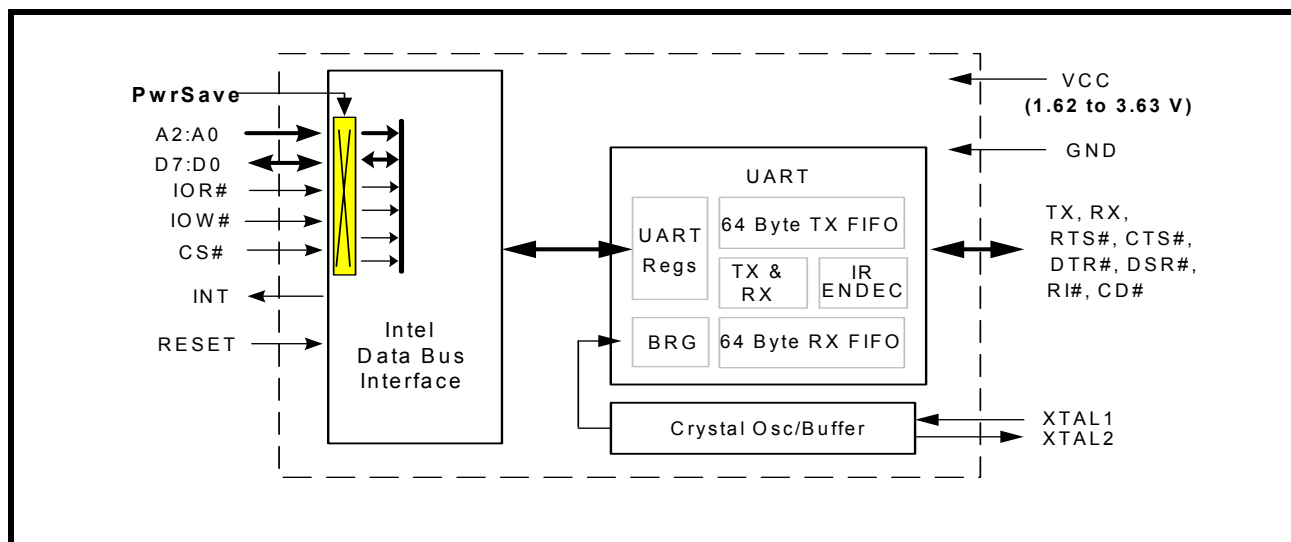 PwrSave
A2:A0
D7:D0
IOR#
IOW#
CS#
INT
RESET
Intel
Data Bus
Interface
UART
UART
Regs
64 Byte TX FIFO
TX &
RX
IR
ENDEC
BRG
64 Byte RX FIFO
Crystal Osc/Buffer
VCC
(1.62 to 3.63 V)
GND
TX, RX,
RTS#, CTS#,
DTR#, DSR#,
RI#, CD#
XTAL1
XTAL2